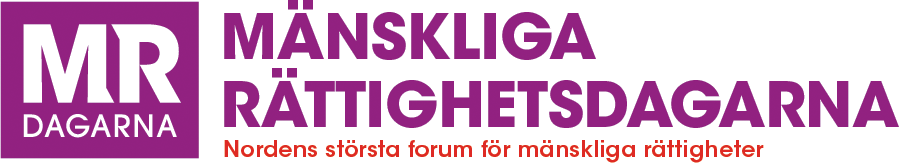 MR
DAGARNA
MÄNSKLIGA
RÄTTIGHETSDAGARNA
Nordens största forum för mänskliga rättigheter